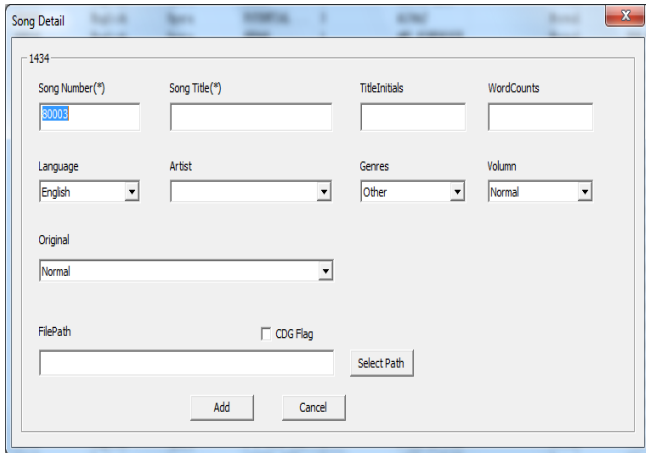 Song Detail
X
1434
Song Number(*) Song Title(*) TitleInitials WordCounts
80003
Language Artist Genres Volumn
English Other Normal
Original
Normal
FilePath CDG Flag
Select Path
Add Cancel